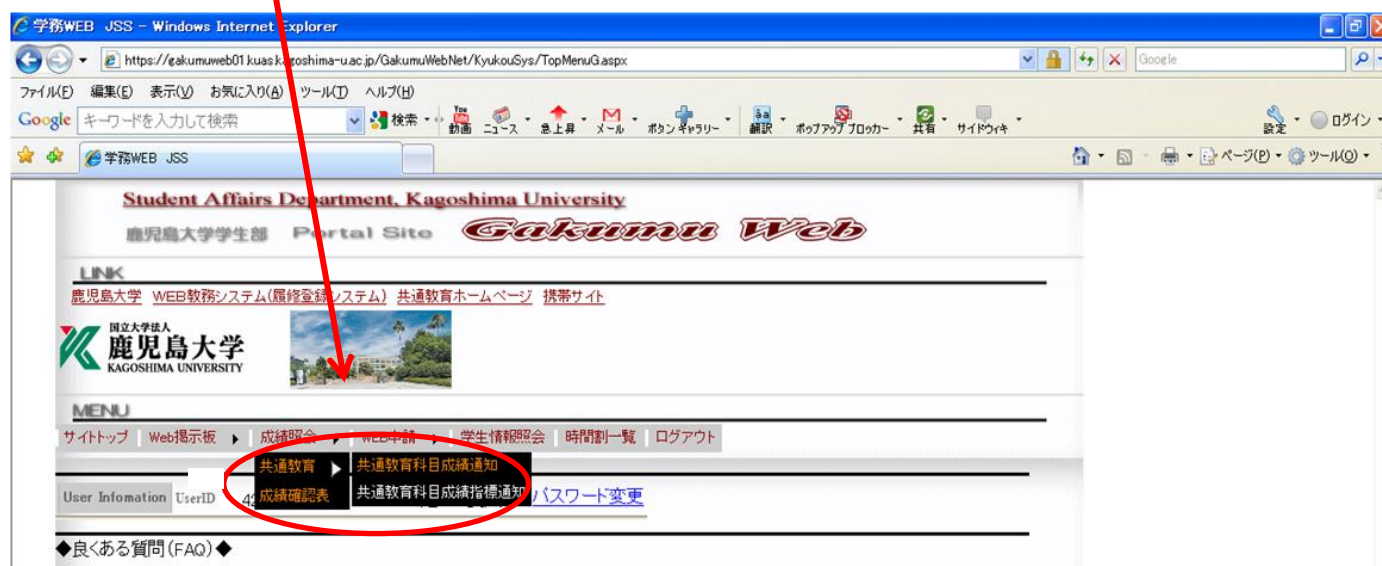 学務WEB JSS - Windows Internet Explorer
https://gakumuweb01.kuas.kagoshima-u.ac.jp/GakumuWebNet/KyukouSys/TopMenuG.aspx
Google
ファイル(F) 編集(E) 表示(V) お気に入り(A) ツール(T) ヘルプ(H)
Google キーワードを入力して検索 検索 You Tube 動画 ニュース 急上昇 メール ボタン ギャラリー 翻訳 ポップアップ ブロッカー 共有 サイドウィキ 設定 ログイン
学務WEB JSS ページ(P) ツール(O)
Student Affairs Department, Kagoshima University
鹿児島大学学生部 Portal Site Gakumu Web
LINK
鹿児島大学 WEB教務システム(履修登録システム) 共通教育ホームページ 携帯サイト
国立大学法人
鹿児島大学
KAGOSHIMA UNIVERSITY
MENU
サイトトップ Web掲示板 成績照会 WEB申請 学生情報照会 時間割一覧 ログアウト
共通教育 共通教育科目成績通知
User Infomation UserID 42 成績確認表 共通教育科目成績指標通知 パスワード変更
◆良くある質問(FAQ)◆